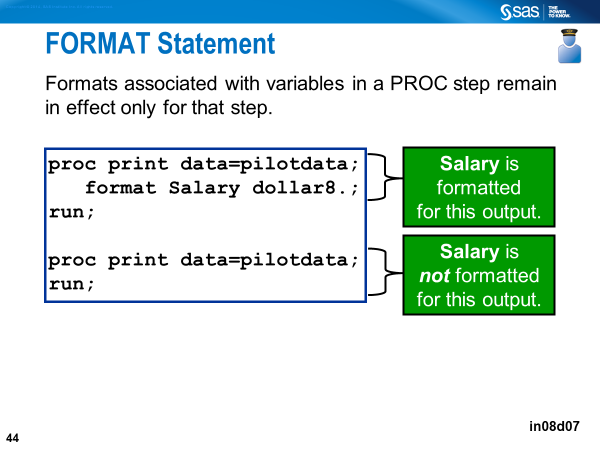 sas
THE
POWER
TO KNOW.
FORMAT Statement
Formats associated with variables in a PROC step remain
in effect only for that step.
proc print data=pilotdata;
format Salary dollar8.;
run;
Salary is
formatted
for this output.
proc print data=pilotdata;
run;
Salary is
not formatted
for this output.
in08d07
44